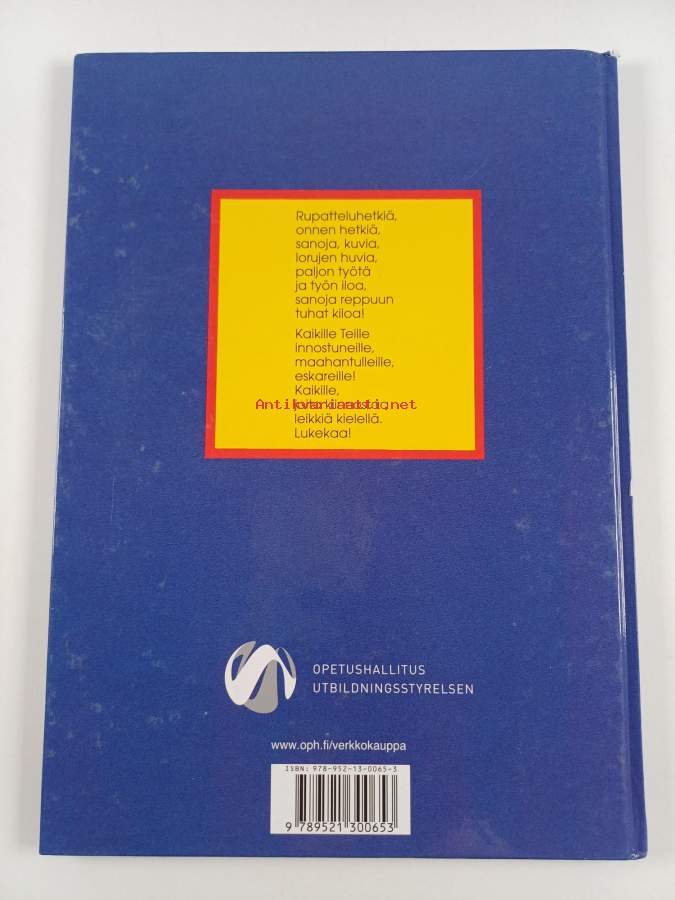 Rupatteluhetkiä,
onnen hetkiä,
sanoja, kuvia,
lorujen huvia,
paljon työtä
ja työn iloa,
sanoja reppuun
tuhat kiloa!
Kaikille Teille
innostuneille,
maahantulleille,
eskareille!
Kaikille,
Antikvariaatti.net
leikkiä kielellä.
Lukekaa!
OPETUSHALLITUS
UTBILDNINGSSTYRELSEN
www.oph.fi/verkkokauppa
ISBN: 978-952-13-0065-3
9 789521 300653